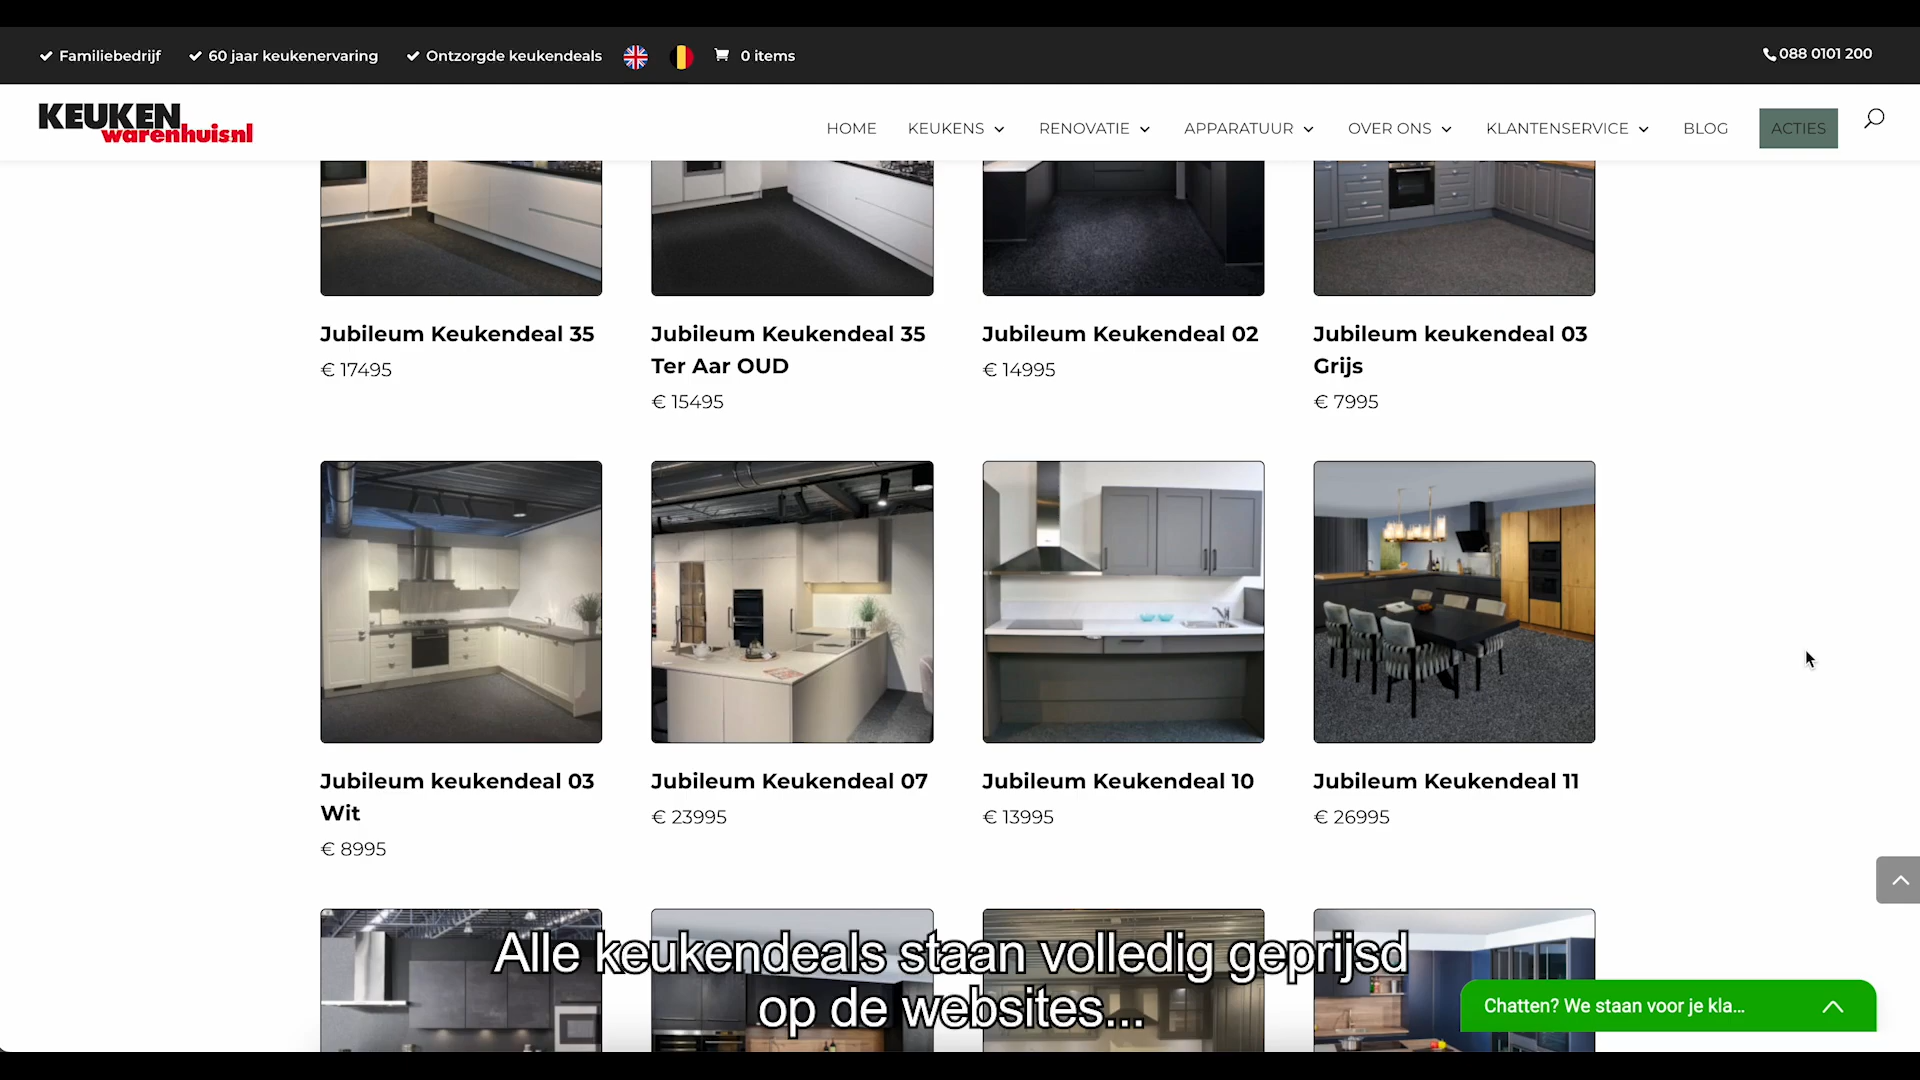 Familiebedrijf
60 jaar keukenervaring
Ontzorgde keukendeals
0 items
088 0101 200
KEUKEN
warenhuis.nl
HOME
KEUKENS
RENOVATIE
APPARATUUR
OVER ONS
KLANTENSERVICE
BLOG
ACTIES
Jubileum Keukendeal 35
€ 17495
Jubileum Keukendeal 35
Ter Aar OUD
€ 15495
Jubileum Keukendeal 02
€ 14995
Jubileum keukendeal 03
Grijs
€ 7995
Jubileum keukendeal 03
Wit
€ 8995
Jubileum Keukendeal 07
€ 23995
Jubileum Keukendeal 10
€ 13995
Jubileum Keukendeal 11
€ 26995
Alle keukendeals staan volledig geprijsd
op de websites...
Chatten? We staan voor je kla...